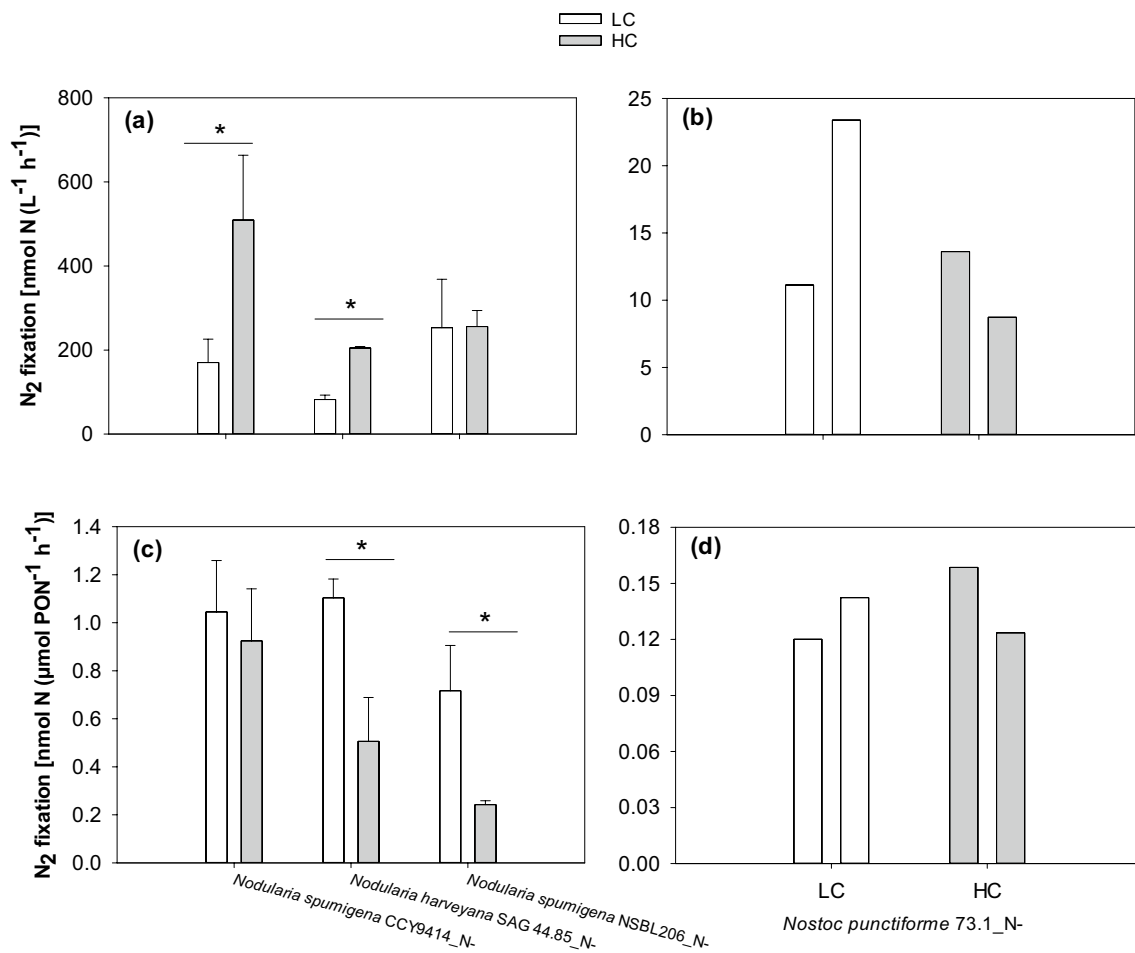 LC
HC
N2 fixation [nmol N (L-1 h-1)]
800
600
400
200
0
(a)
*
*
25
20
15
10
5
0
(b)
N2 fixation [nmol N (µmol PON-1 h-1)]
1.4
1.2
1.0
0.8
0.6
0.4
0.2
0.0
(c)
*
*
Nodularia spumigena CCY9414_N-
Nodularia harveyana SAG 44.85_N-
Nodularia spumigena NSBL206_N-
0.18
0.15
0.12
0.09
0.06
0.03
0.00
(d)
LC HC
Nostoc punctiforme 73.1_N-